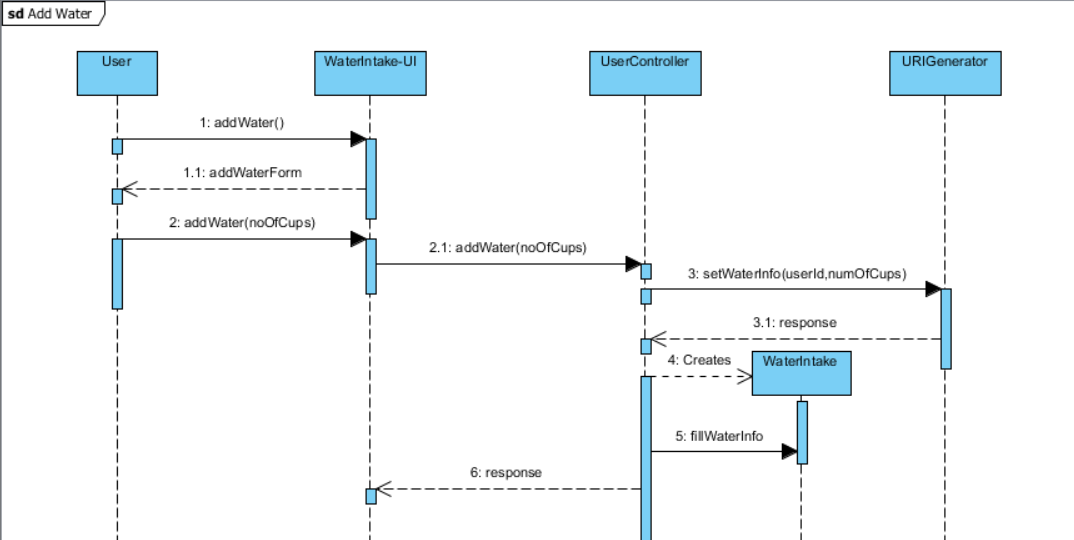 sd Add Water
User
WaterIntake-UI
UserController
URIGenerator
1: addWater()
1.1: addWaterForm
2: addWater(noOfCups)
2.1: addWater(noOfCups)
3: setWaterInfo(userId,numOfCups)
3.1: response
4: Creates
WaterIntake
5: fillWaterInfo
6: response